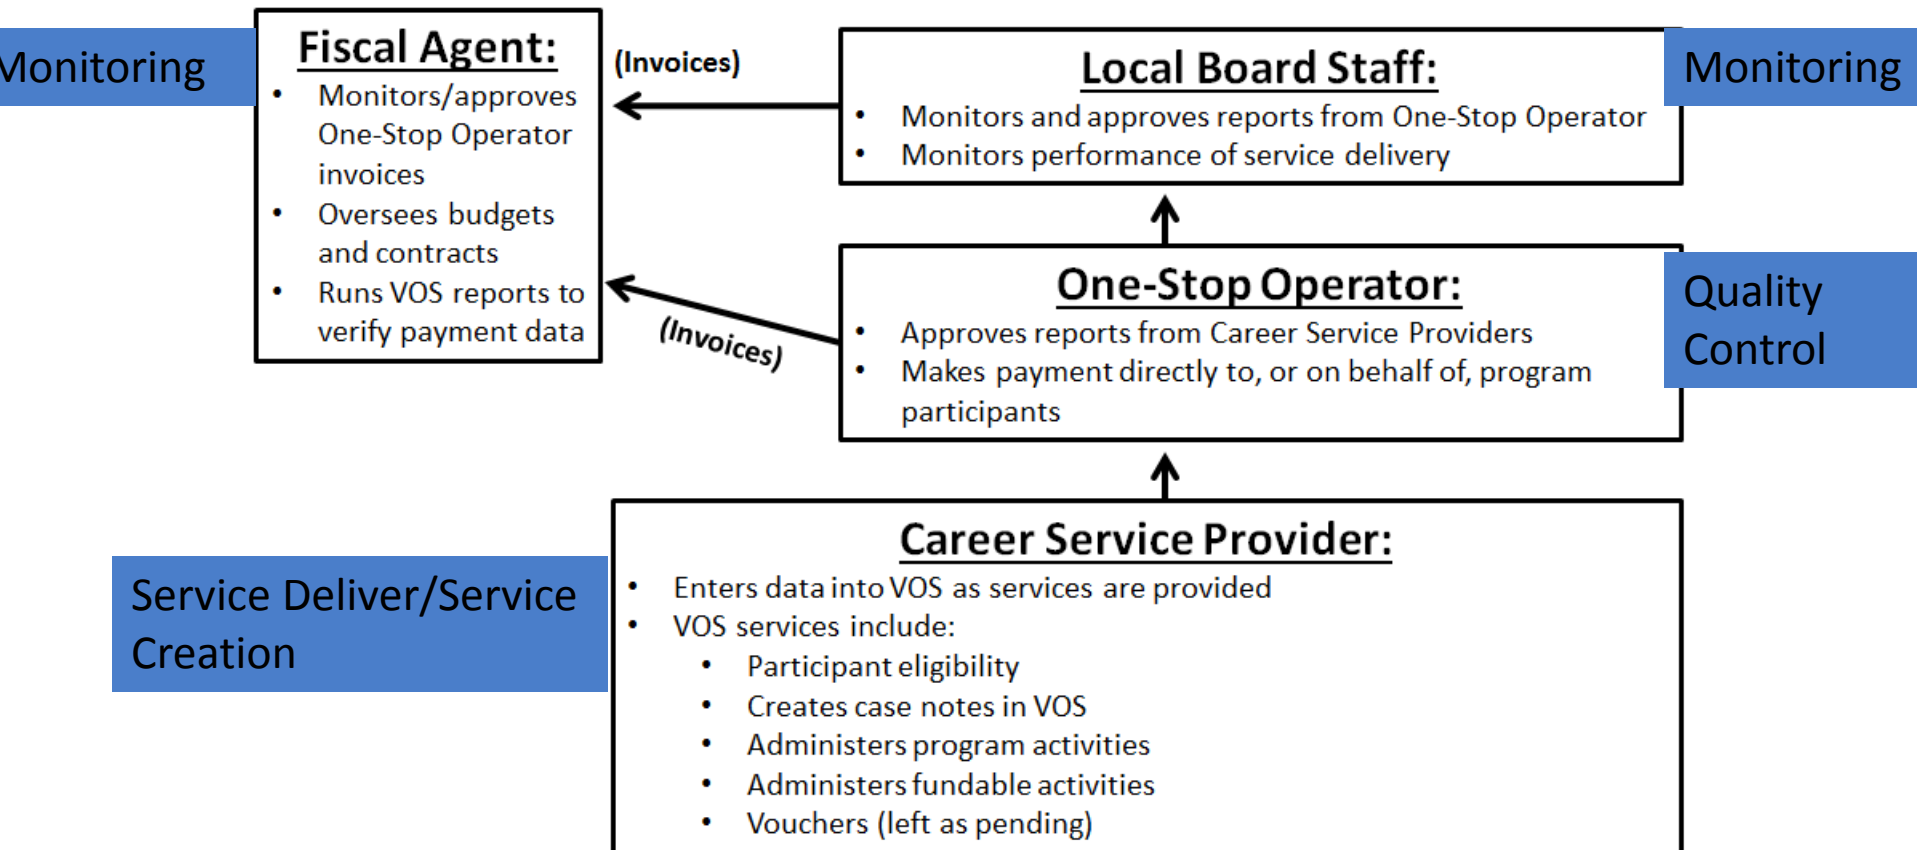 Monitoring
Fiscal Agent:
• Monitors/approves
One-Stop Operator
invoices
• Oversees budgets
and contracts
• Runs VOS reports to
verify payment data
(Invoices)
Local Board Staff:
• Monitors and approves reports from One-Stop Operator
• Monitors performance of service delivery
Monitoring
(Invoices)
One-Stop Operator:
• Approves reports from Career Service Providers
• Makes payment directly to, or on behalf of, program
participants
Quality
Control
Service Deliver/Service
Creation
Career Service Provider:
• Enters data into VOS as services are provided
• VOS services include:
• Participant eligibility
• Creates case notes in VOS
• Administers program activities
• Administers fundable activities
• Vouchers (left as pending)